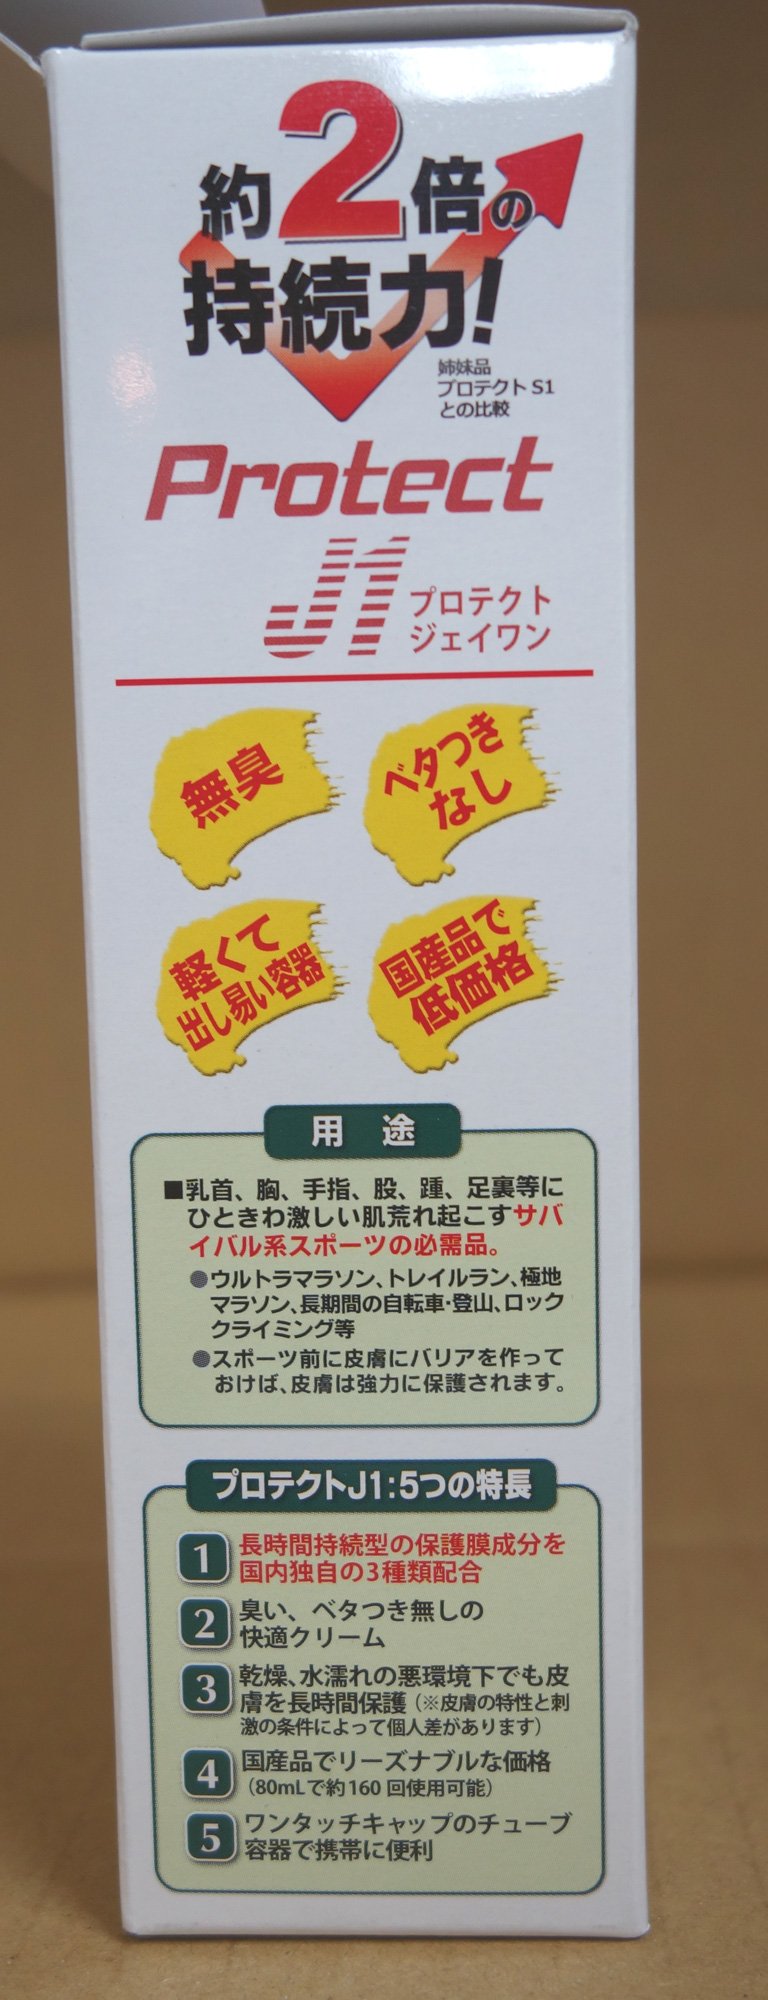 約2倍の
持続力!
姉妹品
プロテクト S1
との比較
Protect
J1
プロテクト
ジェイワン
無臭
ベタつき
なし
軽くて
出し易い容器
国産品で
低価格
用 途
■乳首、胸、手指、股、踵、足裏等に
ひときわ激しい肌荒れ起こすサバ
イバル系スポーツの必需品。
●ウルトラマラソン、トレイルラン、極地
マラソン、長期間の自転車・登山、ロック
クライミング等
●スポーツ前に皮膚にバリアを作って
おけば、皮膚は強力に保護されます。
プロテクトJ1:5つの特長
1 長時間持続型の保護膜成分を
国内独自の3種類配合
2 臭い、ベタつき無しの
快適クリーム
3 乾燥、水濡れの悪環境下でも皮
膚を長時間保護(※皮膚の特性と刺
激の条件によって個人差があります)
4 国産品でリーズナブルな価格
(80mLで約160回使用可能)
5 ワンタッチキャップのチューブ
容器で携帯に便利